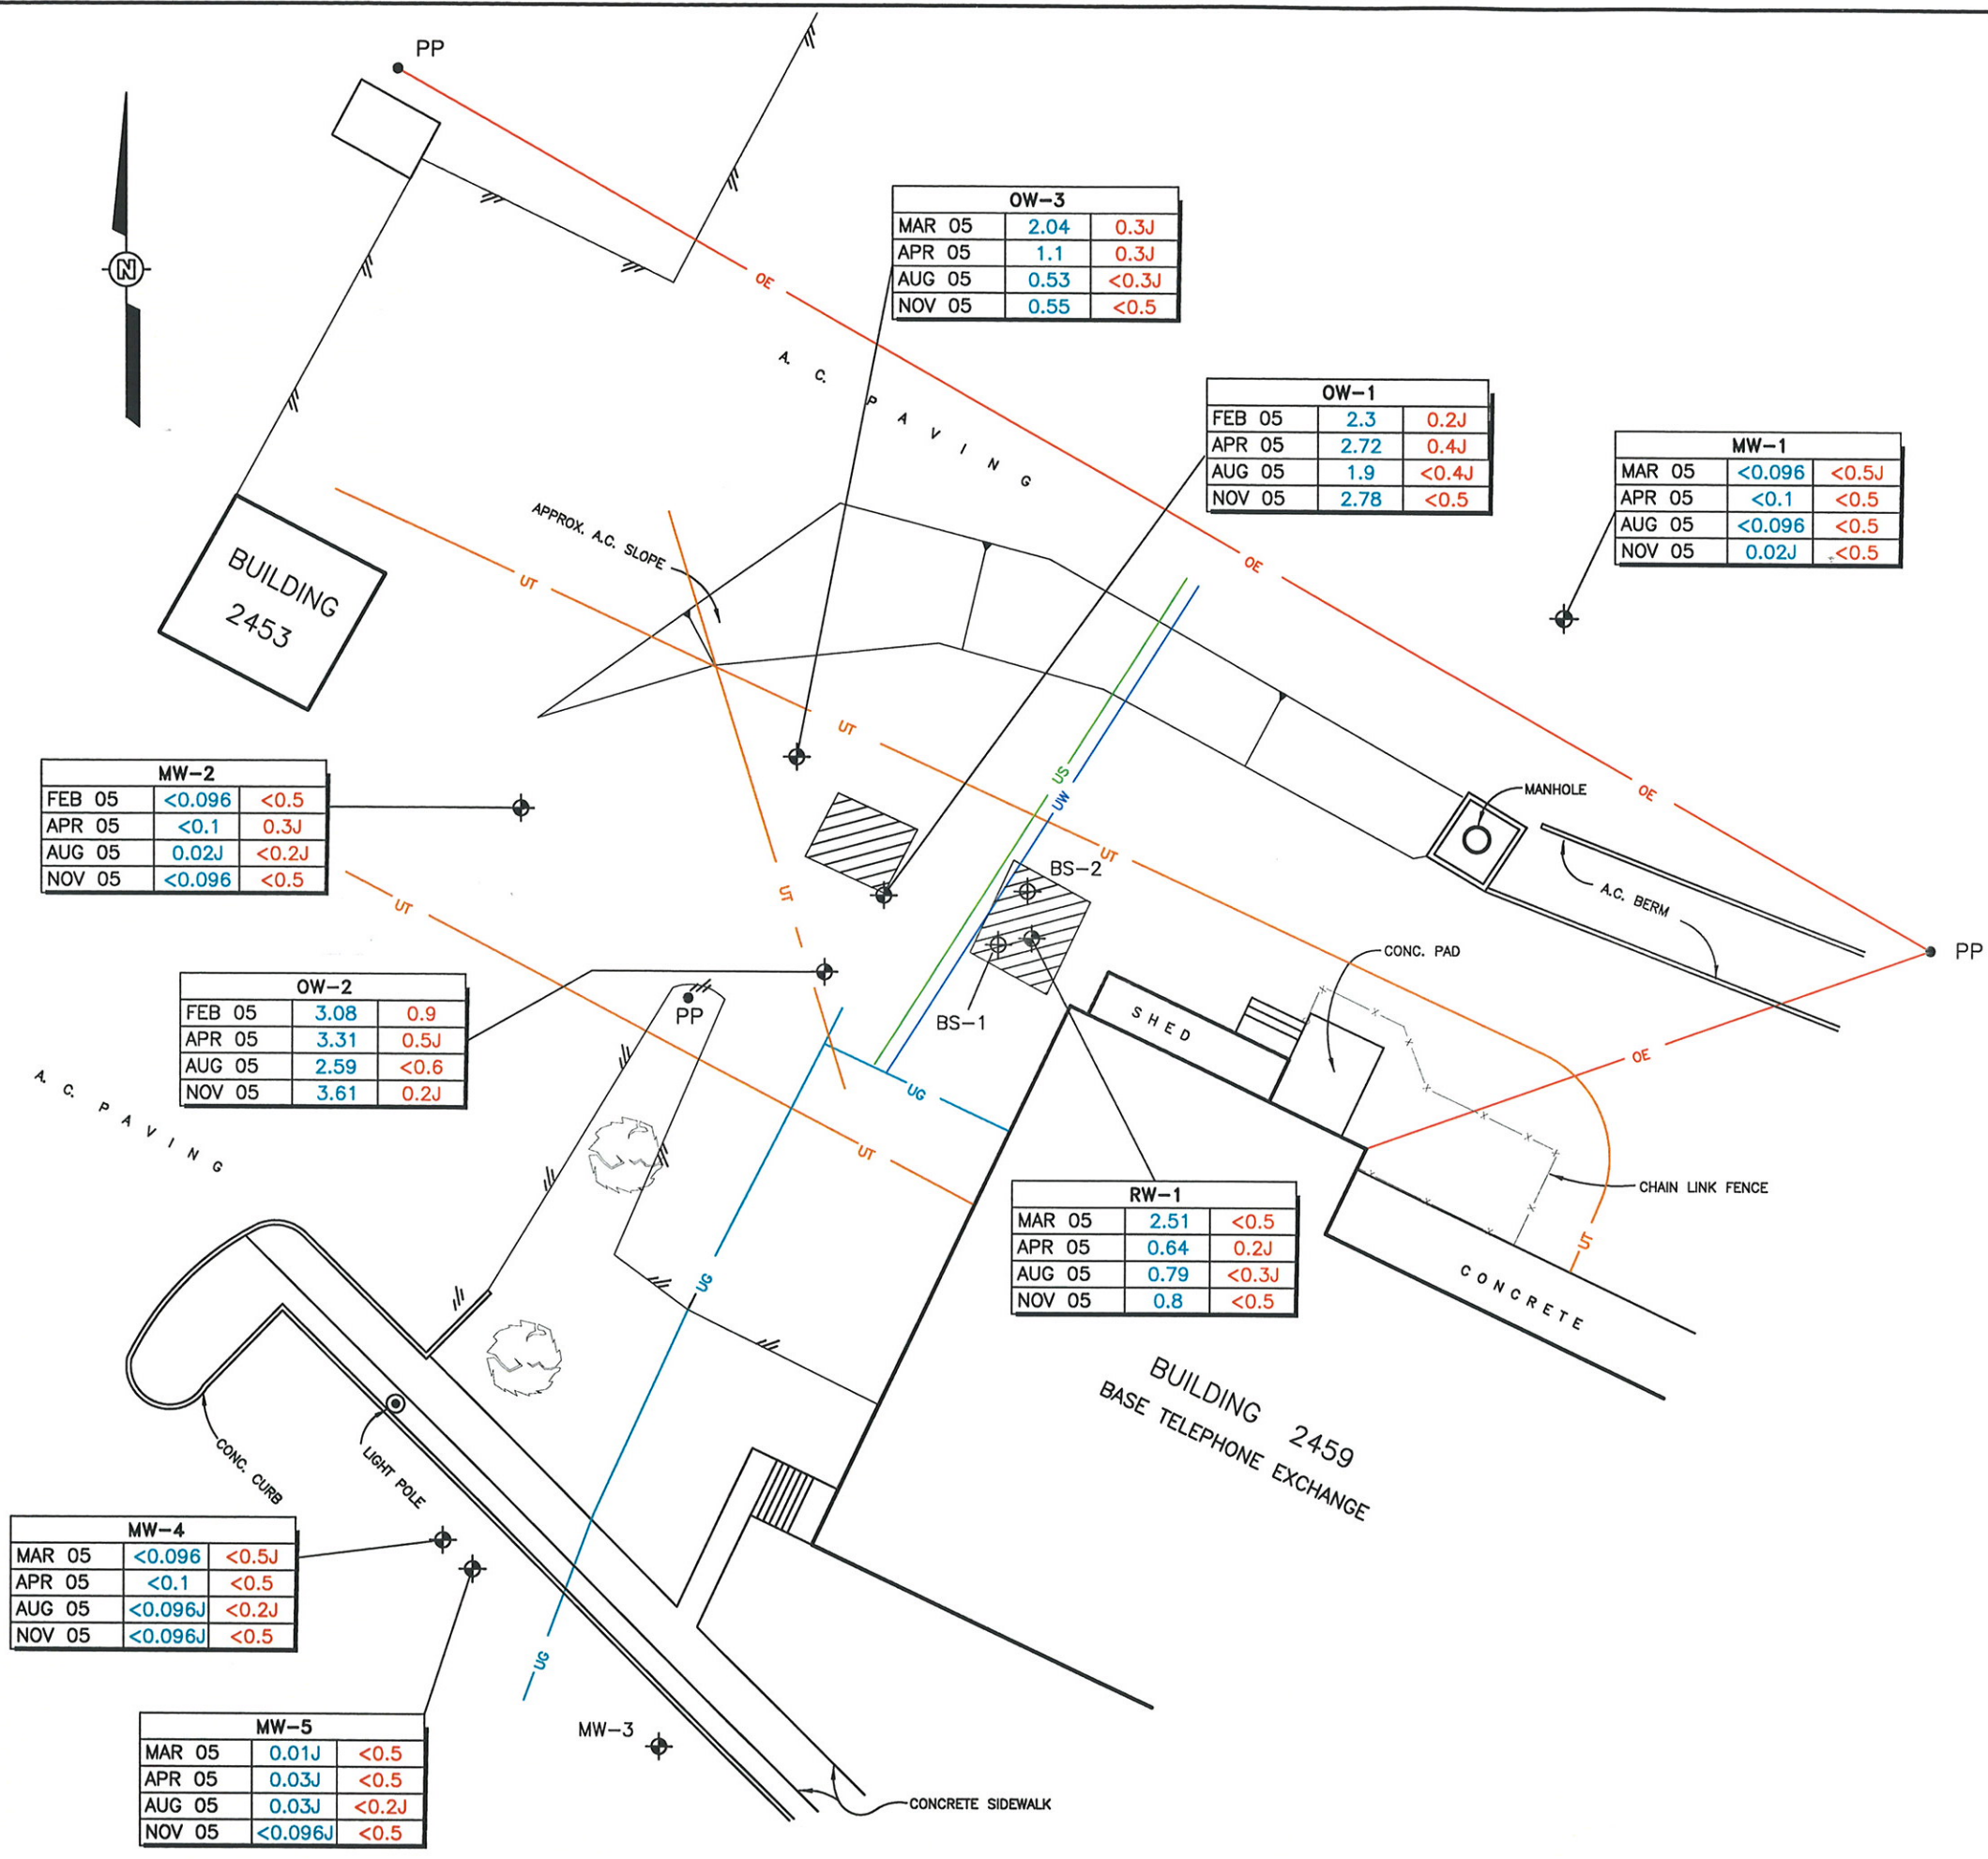 PP
N
OW-3
MAR 05 2.04 0.3J
APR 05 1.1 0.3J
AUG 05 0.53 <0.3J
NOV 05 0.55 <0.5
OE
A. C. PAVING
OW-1
FEB 05 2.3 0.2J
APR 05 2.72 0.4J
AUG 05 1.9 <0.4J
NOV 05 2.78 <0.5
MW-1
MAR 05 <0.096 <0.5J
APR 05 <0.1 <0.5
AUG 05 <0.096 <0.5
NOV 05 0.02J <0.5
APPROX. A.C. SLOPE
OE
UT
BUILDING
2453
UT
MW-2
FEB 05 <0.096 <0.5
APR 05 <0.1 0.3J
AUG 05 0.02J <0.2J
NOV 05 <0.096 <0.5
US
UW
MANHOLE
OE
UT
BS-2
UT
UT
A.C. BERM
CONC. PAD
PP
OW-2
FEB 05 3.08 0.9
APR 05 3.31 0.5J
AUG 05 2.59 <0.6
NOV 05 3.61 0.2J
PP
BS-1
SHED
OE
UG
A. C. PAVING
UT
CHAIN LINK FENCE
RW-1
MAR 05 2.51 <0.5
APR 05 0.64 0.2J
AUG 05 0.79 <0.3J
NOV 05 0.8 <0.5
UT
UG
CONCRETE
BUILDING 2459
BASE TELEPHONE EXCHANGE
CONC. CURB
LIGHT POLE
MW-4
MAR 05 <0.096 <0.5J
APR 05 <0.1 <0.5
AUG 05 <0.096J <0.2J
NOV 05 <0.096J <0.5
UG
MW-5
MAR 05 0.01J <0.5
APR 05 0.03J <0.5
AUG 05 0.03J <0.2J
NOV 05 <0.096J <0.5
MW-3
CONCRETE SIDEWALK